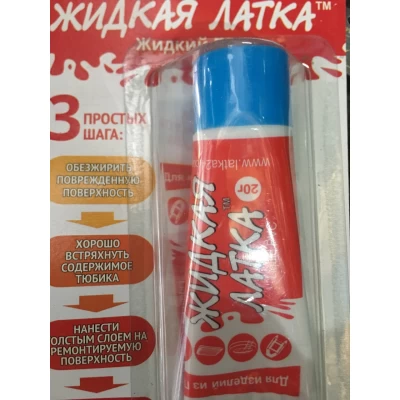 ЖИДКАЯ ЛАТКА™
ЖИДКИЙ
3 ПРОСТЫХ
ШАГА:
ОБЕЗЖИРИТЬ
ПОВРЕЖДЕННУЮ
ПОВЕРХНОСТЬ
ХОРОШО
ВСТРЯХНУТЬ
СОДЕРЖИМОЕ
ТЮБИКА
НАНЕСТИ
ТОЛСТЫМ СЛОЕМ НА
РЕМОНТИРУЕМУЮ
ПОВЕРХНОСТЬ
www.latka2
20г
ЖИДКАЯ
ЛАТКА™
Для изделий из